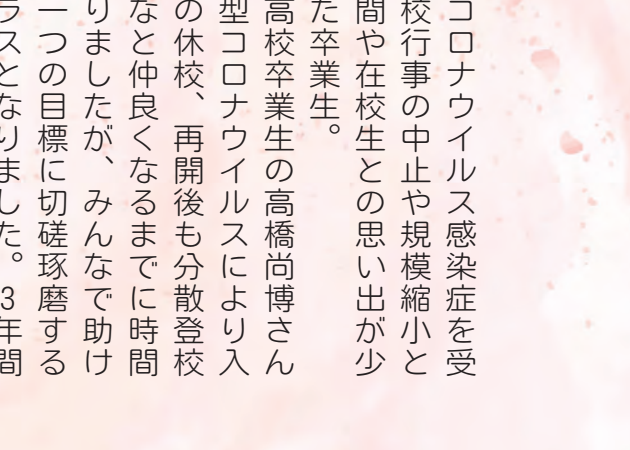 コロナウイルス感染症を受
校行事の中止や規模縮小と
間や在校生との思い出が少
た卒業生。
高校卒業生の高橋尚博さん
型コロナウイルスにより入
の休校、再開後も分散登校
なと仲良くなるまでに時間
りましたが、みんなで助け
一つの目標に切磋琢磨する
ラスとなりました。3年間